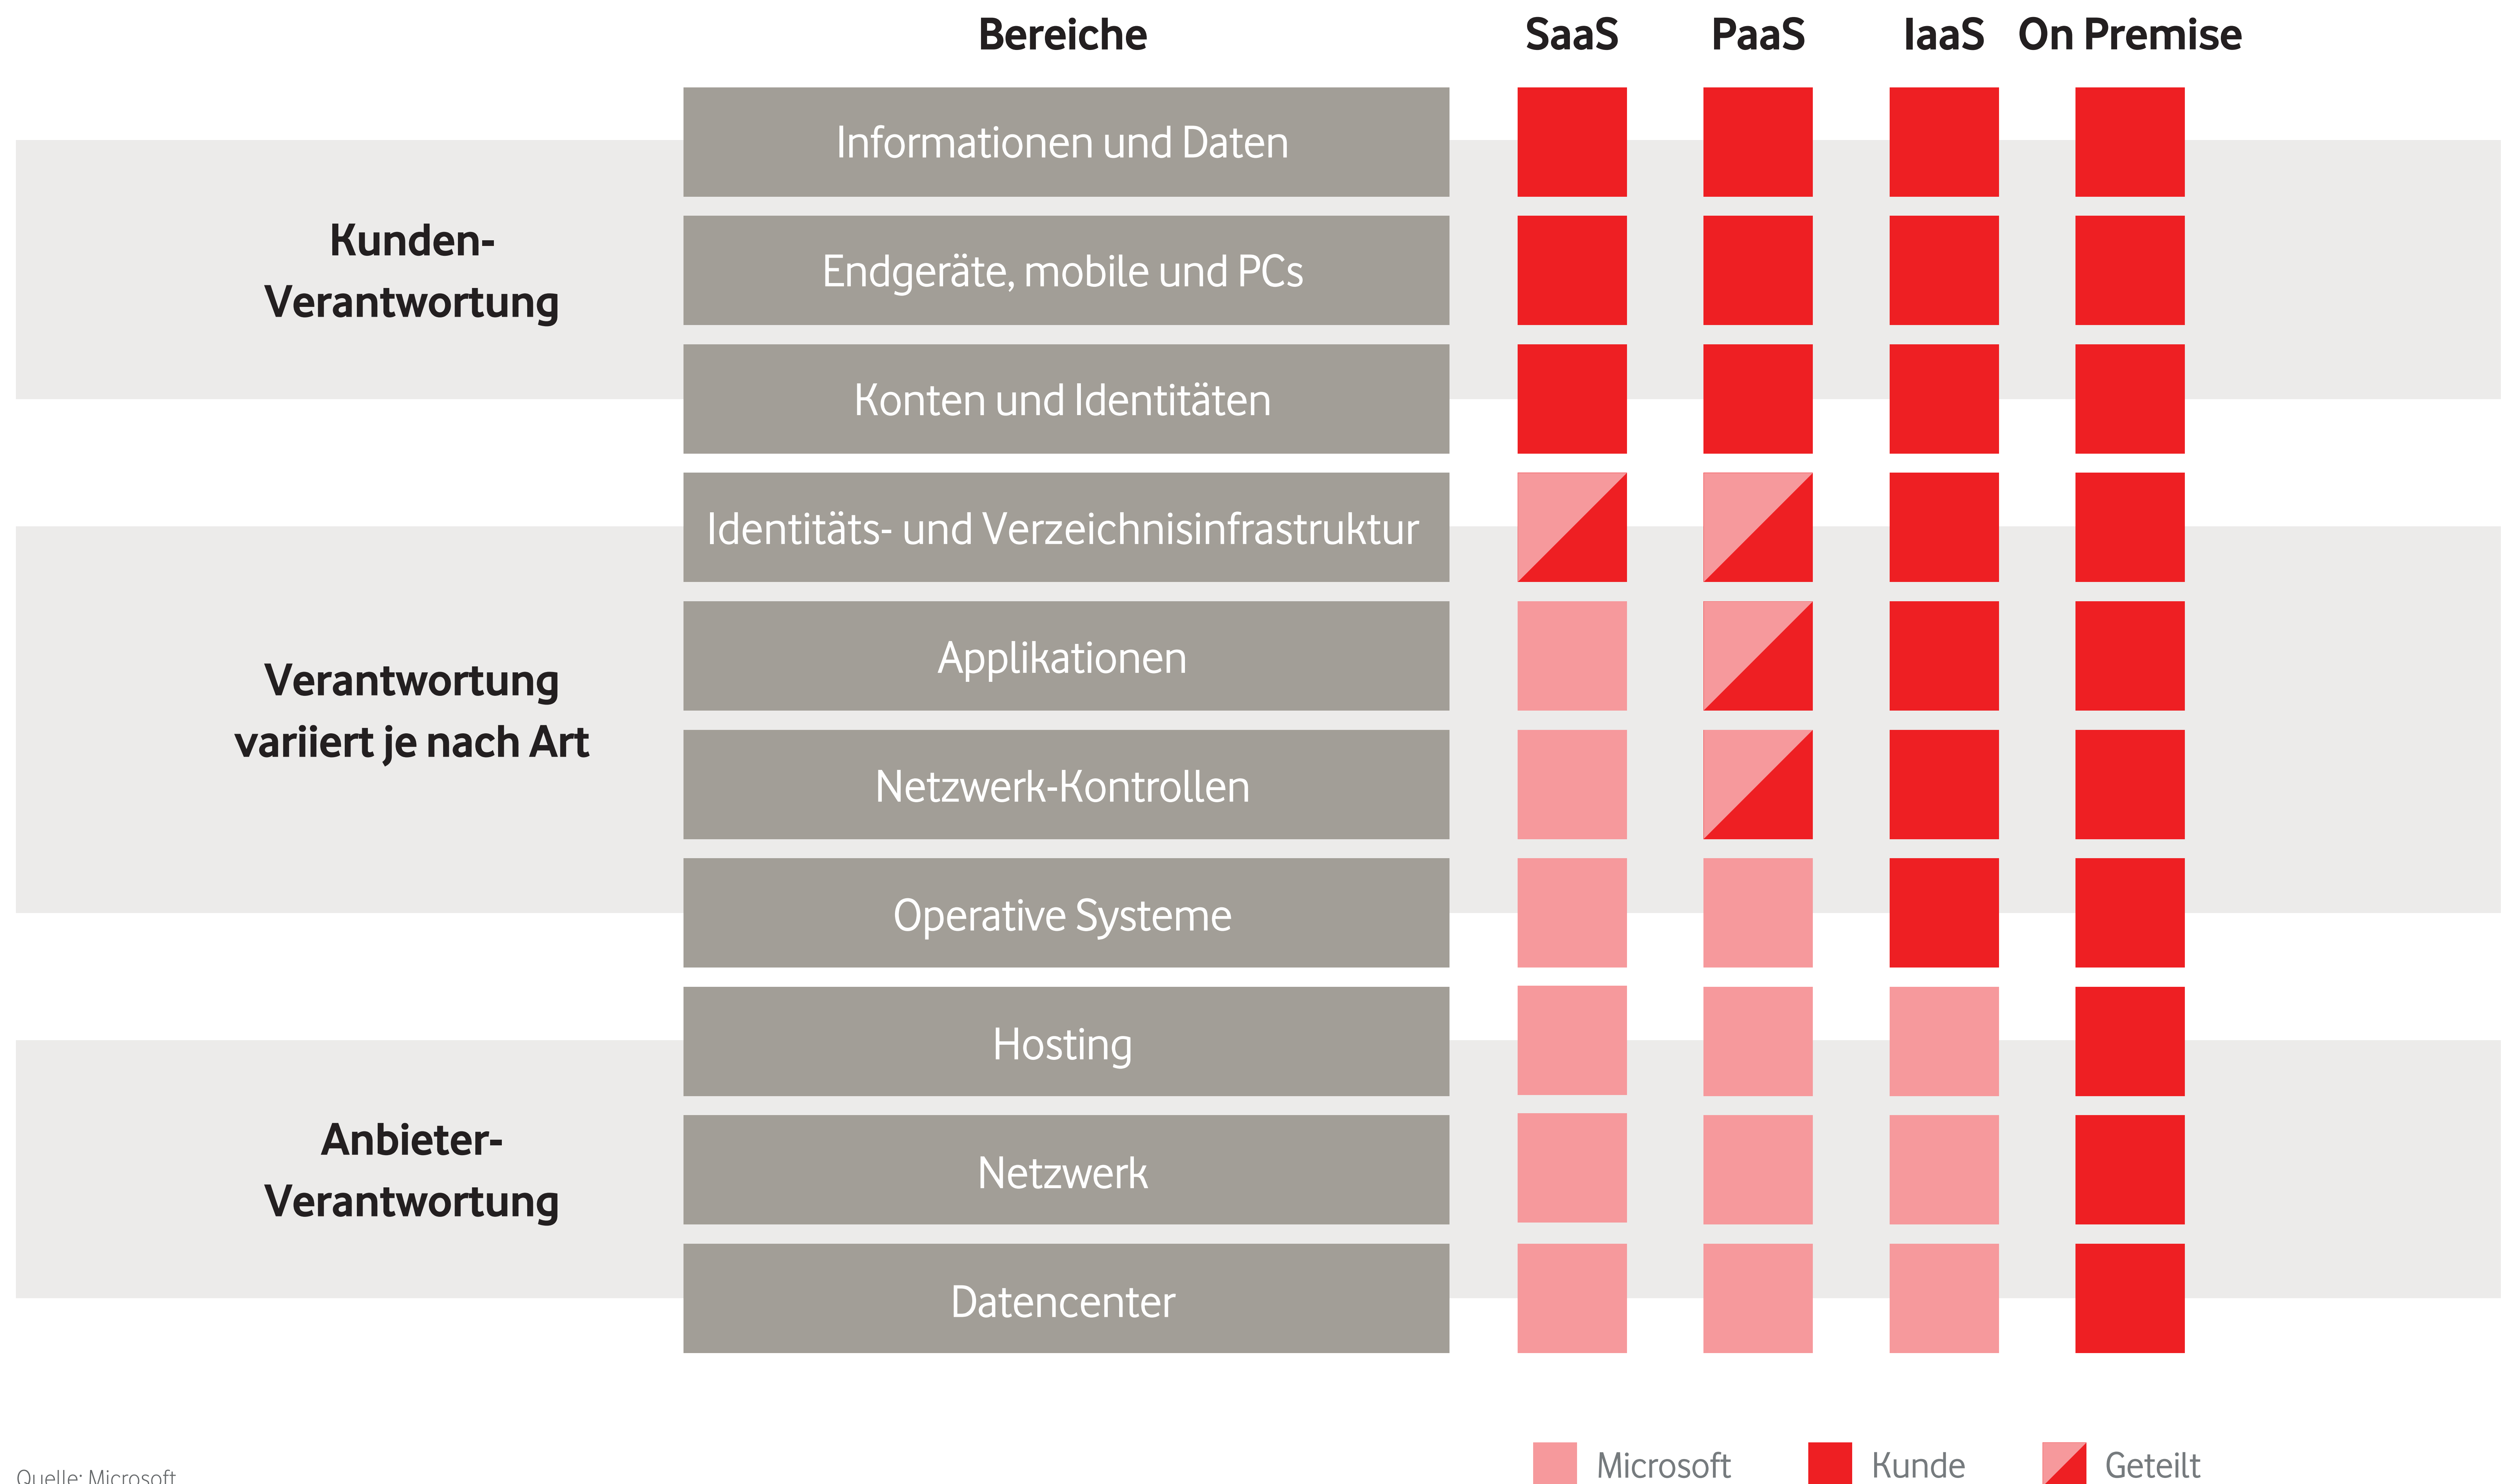 Bereiche SaaS PaaS IaaS On Premise
Kunden-
Verantwortung
Informationen und Daten
Endgeräte, mobile und PCs
Konten und Identitäten
Verantwortung
variiert je nach Art
Identitäts- und Verzeichnisinfrastruktur
Applikationen
Netzwerk-Kontrollen
Operative Systeme
Anbieter-
Verantwortung
Hosting
Netzwerk
Datencenter
Quelle: Microsoft
Microsoft Kunde Geteilt